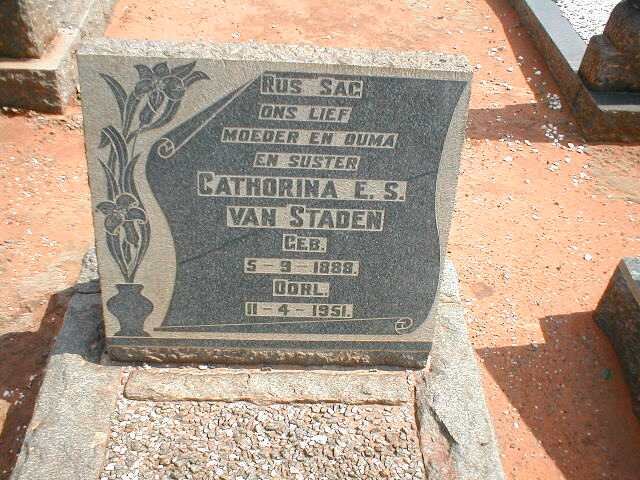 RUS SAG
ONS LIEF
MOEDER EN OUMA
EN SUSTER
CATHORINA E. S.
VAN STADEN
GEB.
5-9-1888.
OORL.
11-4-1951.